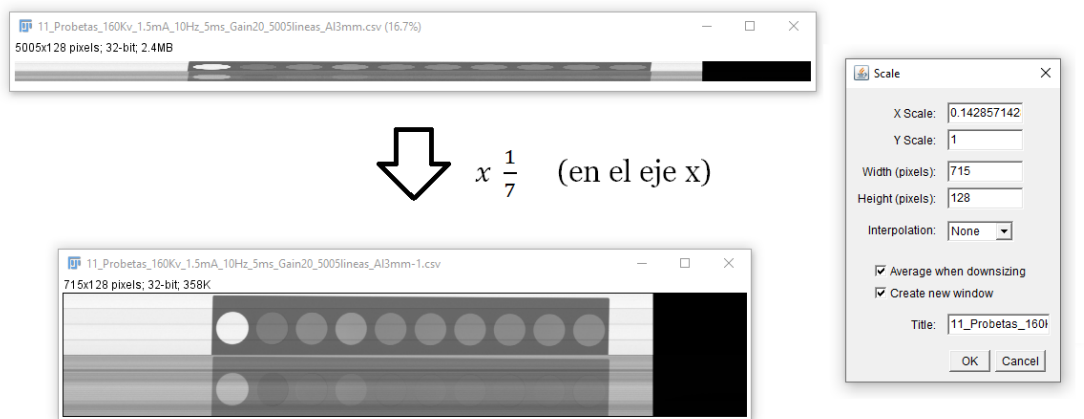 11_Probetas_160Kv_1.5mA_10Hz_5ms_Gain20_5005lineas_Al3mm.csv (16.7%)
5005x128 pixels; 32-bit; 2.4MB
x 1/7 (en el eje x)
11_Probetas_160Kv_1.5mA_10Hz_5ms_Gain20_5005lineas_Al3mm-1.csv
715x128 pixels; 32-bit; 358K
Scale
X Scale: 0.142857142
Y Scale: 1
Width (pixels): 715
Height (pixels): 128
Interpolation: None
Average when downsizing
Create new window
Title: 11_Probetas_160
OK Cancel